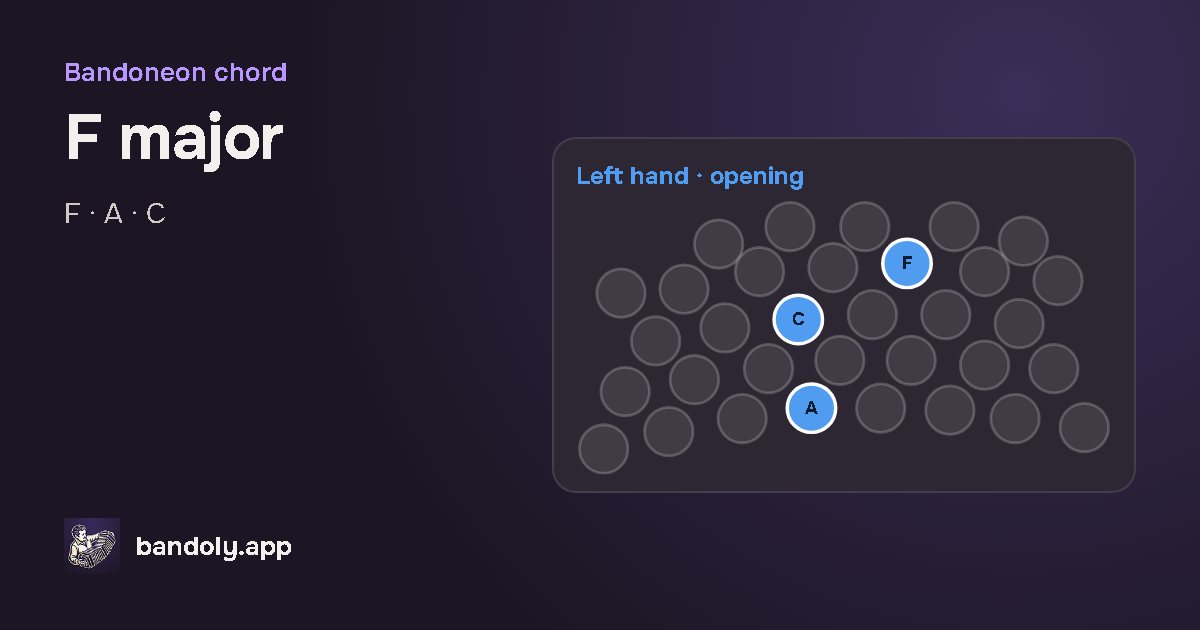 Bandoneon chord
F major
F · A · C
Left hand · opening
F
C
A
bandoly.app